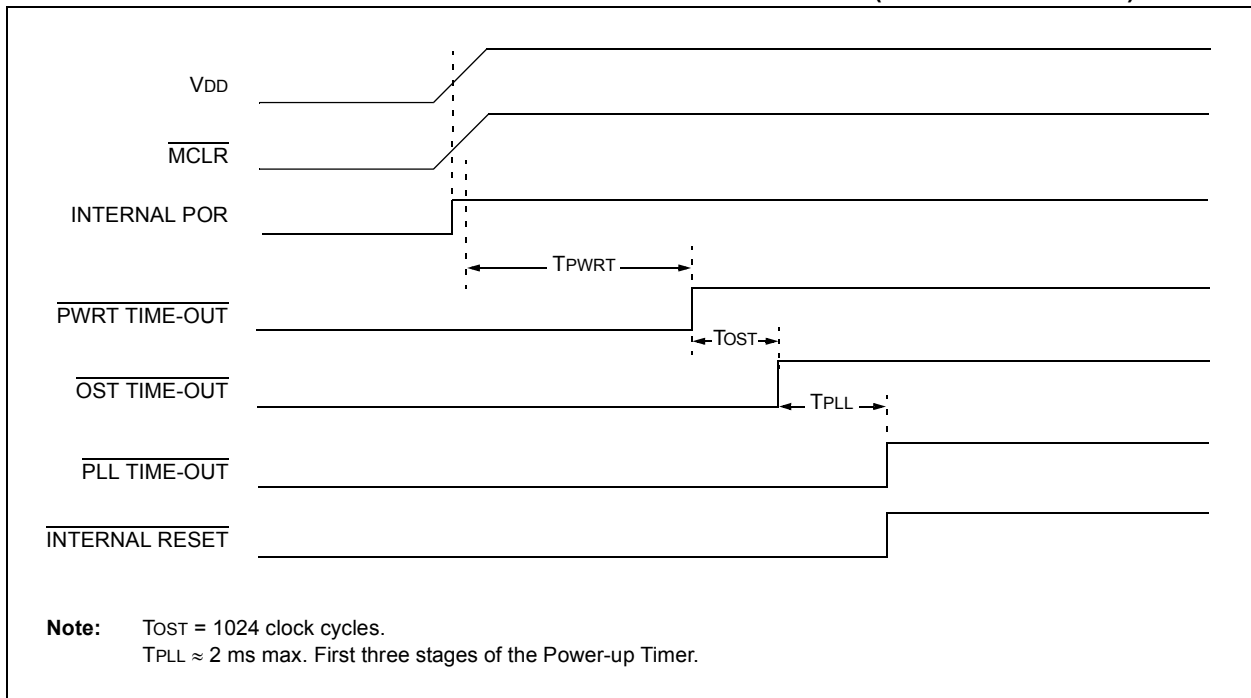 VDD
MCLR
INTERNAL POR
TPWRT
PWRT TIME-OUT
TOST
OST TIME-OUT
TPLL
PLL TIME-OUT
INTERNAL RESET
Note: TOST = 1024 clock cycles.
TPLL ≈ 2 ms max. First three stages of the Power-up Timer.